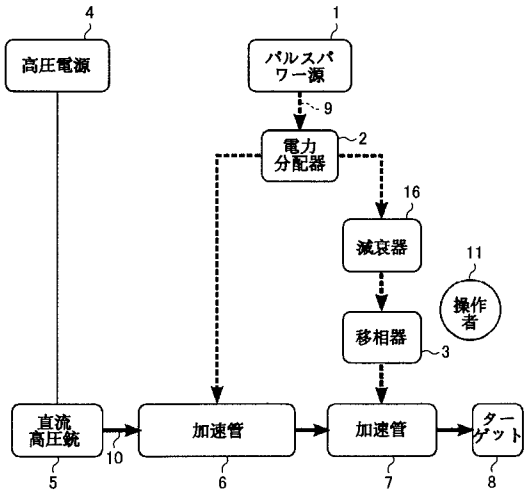 4
1
高圧電源
パルスパ
ワー源
9
2
電力
分配器
16
減衰器
11
操作
者
移相器
3
直流
高圧銃
加速管
加速管
ター
ゲット
10
5
6
7
8